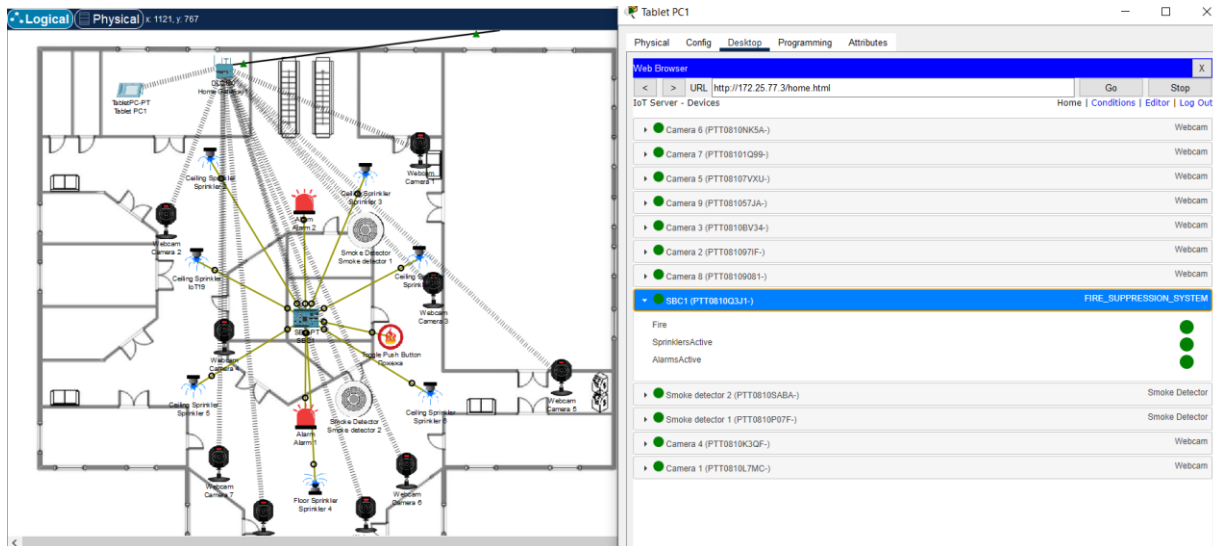 Logical Physical x: 1121, y: 767
TabletPC-PT
Tablet PC1
Home Gateway
Webcam
Camera 1
Ceiling Sprinkler
Ceiling Sprinkler
Sprinkler 3
Alarm
Alarm 2
Webcam
Camera 2
Smoke Detector
Smoke detector 1
Ceiling Sprinkler
IoT19
Ceiling Sprinkler
Webcam
Camera 3
SBC-PT
SBC1
Toggle Push Button
Пожежа
Webcam
Camera 4
Webcam
Camera 5
Ceiling Sprinkler
Sprinkler 5
Ceiling Sprinkler
Smoke Detector
Smoke detector 2
Alarm
Alarm 1
Webcam
Camera 7
Floor Sprinkler
Sprinkler 4
Webcam
Camera 6
Tablet PC1
Physical Config Desktop Programming Attributes
Web Browser X
< > URL http://172.25.77.3/home.html Go Stop
IoT Server - Devices Home | Conditions | Editor | Log Out
Camera 6 (PTT0810NK5A-) Webcam
Camera 7 (PTT08101Q99-) Webcam
Camera 5 (PTT08107VXU-) Webcam
Camera 9 (PTT081057JA-) Webcam
Camera 3 (PTT0810BV34-) Webcam
Camera 2 (PTT081097IF-) Webcam
Camera 8 (PTT08109081-) Webcam
SBC1 (PTT0810Q3J1-) FIRE_SUPPRESSION_SYSTEM
Fire
SprinklersActive
AlarmsActive
Smoke detector 2 (PTT0810SABA-) Smoke Detector
Smoke detector 1 (PTT0810P07F-) Smoke Detector
Camera 4 (PTT0810K3QF-) Webcam
Camera 1 (PTT0810L7MC-) Webcam